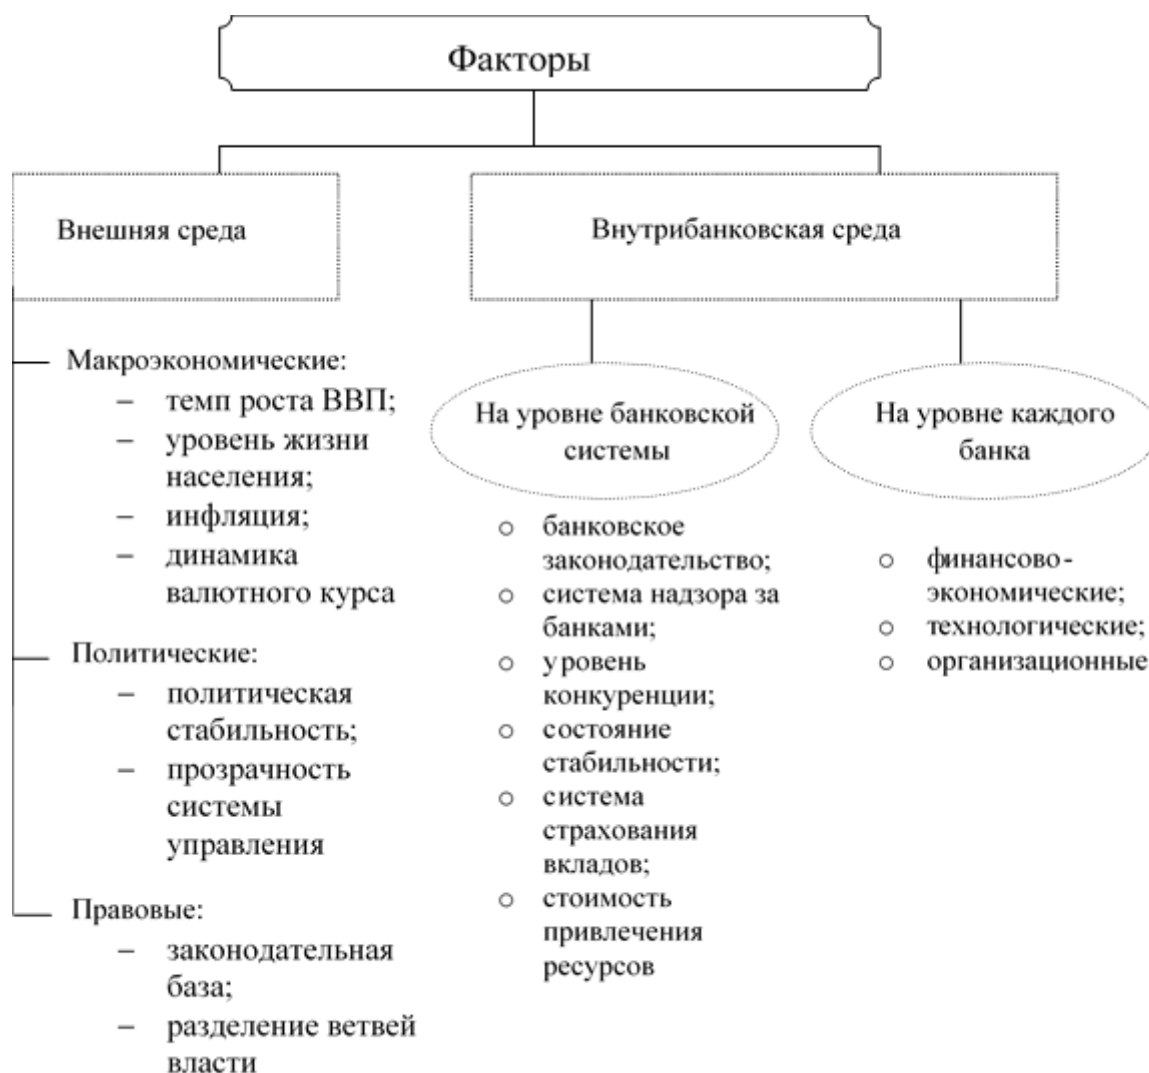 Факторы
Внешняя среда
Макроэкономические:
– темп роста ВВП;
– уровень жизни
населения;
– инфляция;
– динамика
валютного курса
Политические:
– политическая
стабильность;
– прозрачность
системы
управления
Правовые:
– законодательная
база;
– разделение ветвей
власти
Внутрибанковская среда
На уровне банковской
системы
o банковское
законодательство;
o система надзора за
банками;
o уровень
конкуренции;
o состояние
стабильности;
o система
страхования
вкладов;
o стоимость
привлечения
ресурсов
На уровне каждого
банка
o финансово-
экономические;
o технологические;
o организационные